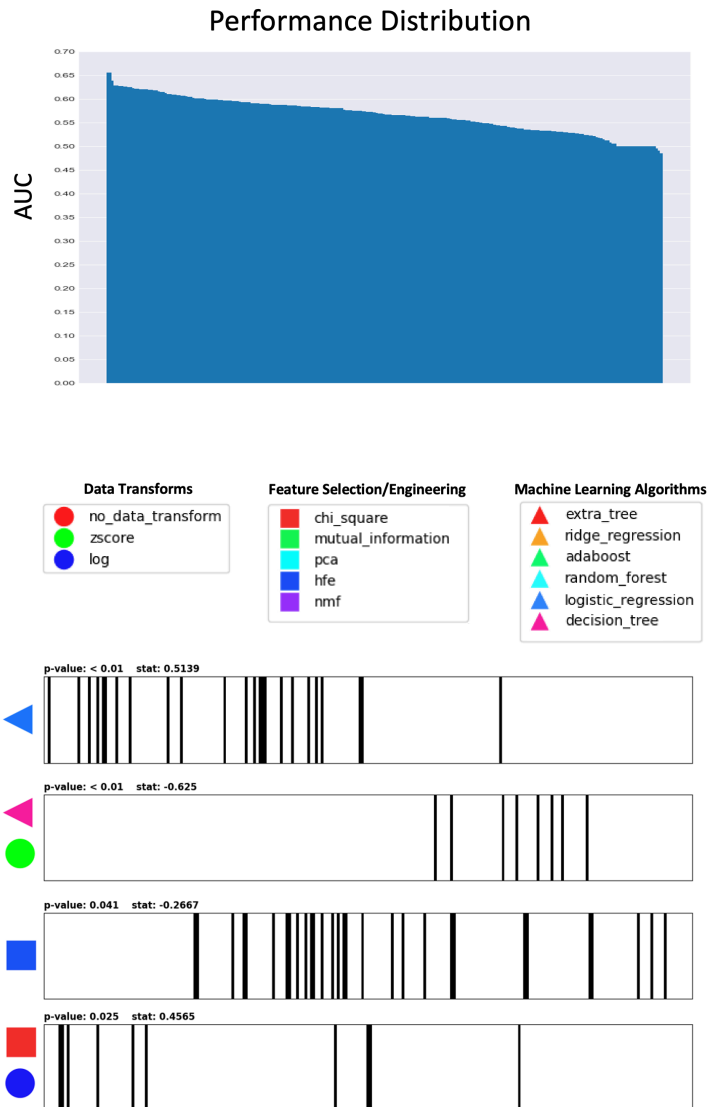 Performance Distribution
0.70
0.65
0.60
0.55
0.50
0.45
0.40
0.35
0.30
0.25
0.20
0.15
0.10
0.05
0.00
AUC
Data Transforms
no_data_transform
zscore
log
Feature Selection/Engineering
chi_square
mutual_information
pca
hfe
nmf
Machine Learning Algorithms
extra_tree
ridge_regression
adaboost
random_forest
logistic_regression
decision_tree
p-value: < 0.01 stat: 0.5139
p-value: < 0.01 stat: -0.625
p-value: 0.041 stat: -0.2667
p-value: 0.025 stat: 0.4565